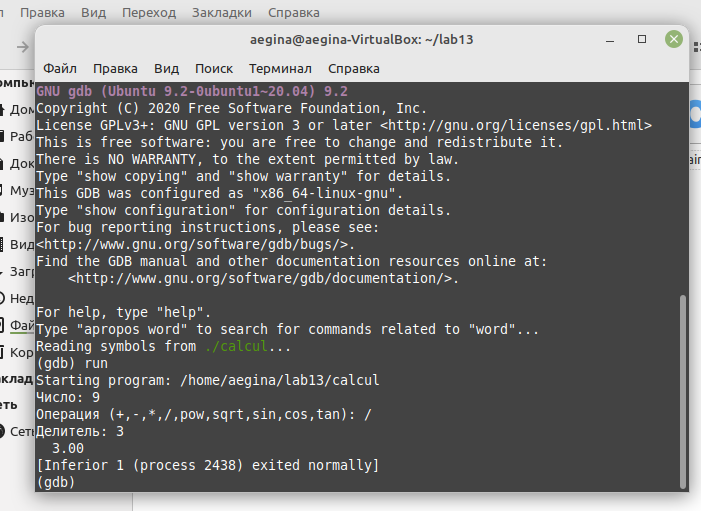 Правка Вид Переход Закладки Справка
aegina@aegina-VirtualBox: ~/lab13
Файл Правка Вид Поиск Терминал Справка
GNU gdb (Ubuntu 9.2-0ubuntu1~20.04) 9.2
Copyright (C) 2020 Free Software Foundation, Inc.
License GPLv3+: GNU GPL version 3 or later <http://gnu.org/licenses/gpl.html>
This is free software: you are free to change and redistribute it.
There is NO WARRANTY, to the extent permitted by law.
Type "show copying" and "show warranty" for details.
This GDB was configured as "x86_64-linux-gnu".
Type "show configuration" for configuration details.
For bug reporting instructions, please see:
<http://www.gnu.org/software/gdb/bugs/>.
Find the GDB manual and other documentation resources online at:
<http://www.gnu.org/software/gdb/documentation/>.
For help, type "help".
Type "apropos word" to search for commands related to "word"...
Reading symbols from ./calcul...
(gdb) run
Starting program: /home/aegina/lab13/calcul
Число: 9
Операция (+,-,*,/,pow,sqrt,sin,cos,tan): /
Делитель: 3
3.00
[Inferior 1 (process 2438) exited normally]
(gdb)